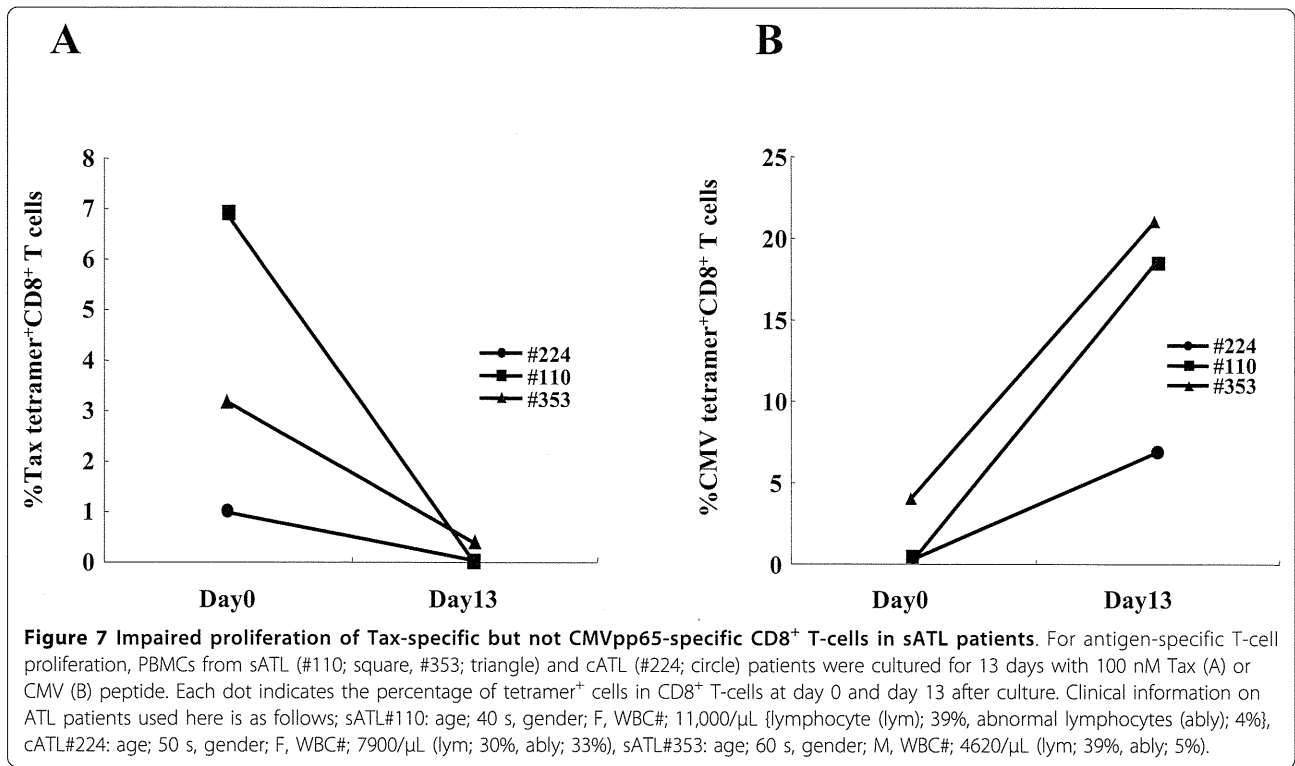 A
B
8
7
6
5
4
3
2
1
0
%Tax tetramer⁺CD8⁺ T cells
#224
#110
#353
Day0 Day13
25
20
15
10
5
0
%CMV tetramer⁺CD8⁺ T cells
#224
#110
#353
Day0 Day13
Figure 7 Impaired proliferation of Tax-specific but not CMVpp65-specific CD8⁺ T-cells in sATL patients. For antigen-specific T-cell
proliferation, PBMCs from sATL (#110; square, #353; triangle) and cATL (#224; circle) patients were cultured for 13 days with 100 nM Tax (A) or
CMV (B) peptide. Each dot indicates the percentage of tetramer⁺ cells in CD8⁺ T-cells at day 0 and day 13 after culture. Clinical information on
ATL patients used here is as follows; sATL#110: age; 40 s, gender; F, WBC#; 11,000/μL {lymphocyte (lym); 39%, abnormal lymphocytes (ably); 4%},
cATL#224: age; 50 s, gender; F, WBC#; 7900/μL (lym; 30%, ably; 33%), sATL#353: age; 60 s, gender; M, WBC#; 4620/μL (lym; 39%, ably; 5%).